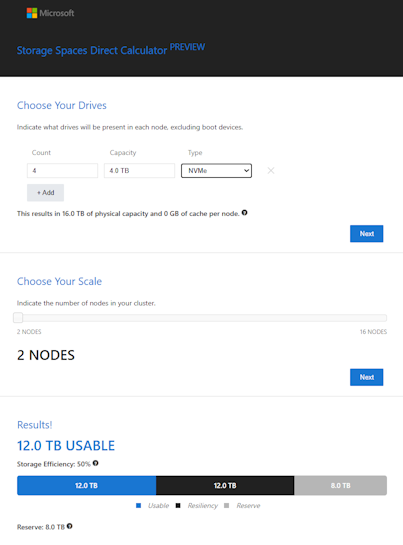 Microsoft
Storage Spaces Direct Calculator PREVIEW
Choose Your Drives
Indicate what drives will be present in each node, excluding boot devices.
Count Capacity Type
4 4.0 TB NVMe
+ Add
This results in 16.0 TB of physical capacity and 0 GB of cache per node. ?
Next
Choose Your Scale
Indicate the number of nodes in your cluster.
2 NODES 16 NODES
2 NODES
Next
Results!
12.0 TB USABLE
Storage Efficiency: 50% ?
12.0 TB 12.0 TB 8.0 TB
Usable Resiliency Reserve
Reserve: 8.0 TB ?